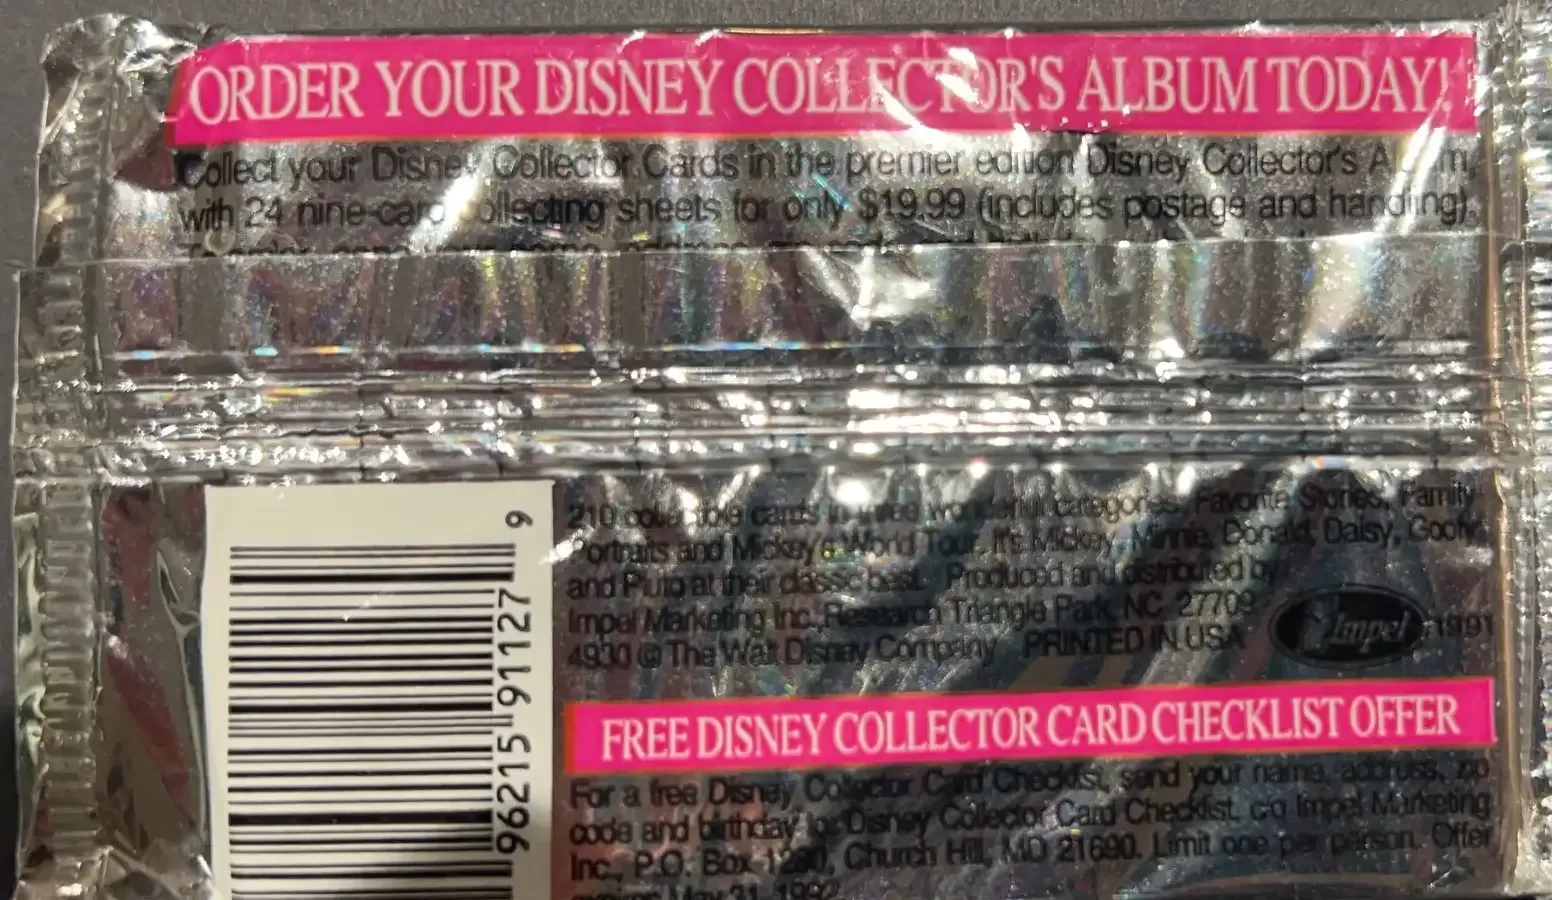 ORDER YOUR DISNEY COLLECTOR'S ALBUM TODAY!
Collect your Disney Collector Cards in the premier edition Disney Collector's Album,
with 24 nine-card collecting sheets for only $19.99 (includes postage and handling).
210 collectible cards in three wonderful categories: Favorite Stories, Family
Portraits and Mickey's World Tour. It's Mickey, Minnie, Donald, Daisy, Goofy
and Pluto at their classic best. Produced and distributed by
Impel Marketing Inc., Research Triangle Park, NC 27709
4930 © The Walt Disney Company PRINTED IN USA
Impel
1991
9 96215 91127 9
FREE DISNEY COLLECTOR CARD CHECKLIST OFFER
For a free Disney Collector Card Checklist, send your name, address, zip
code and birthday to: Disney Collector Card Checklist, c/o Impel Marketing
Inc., P.O. Box, Church Hill, MD 21690. Limit one per person. Offer
expires May 31, 1992